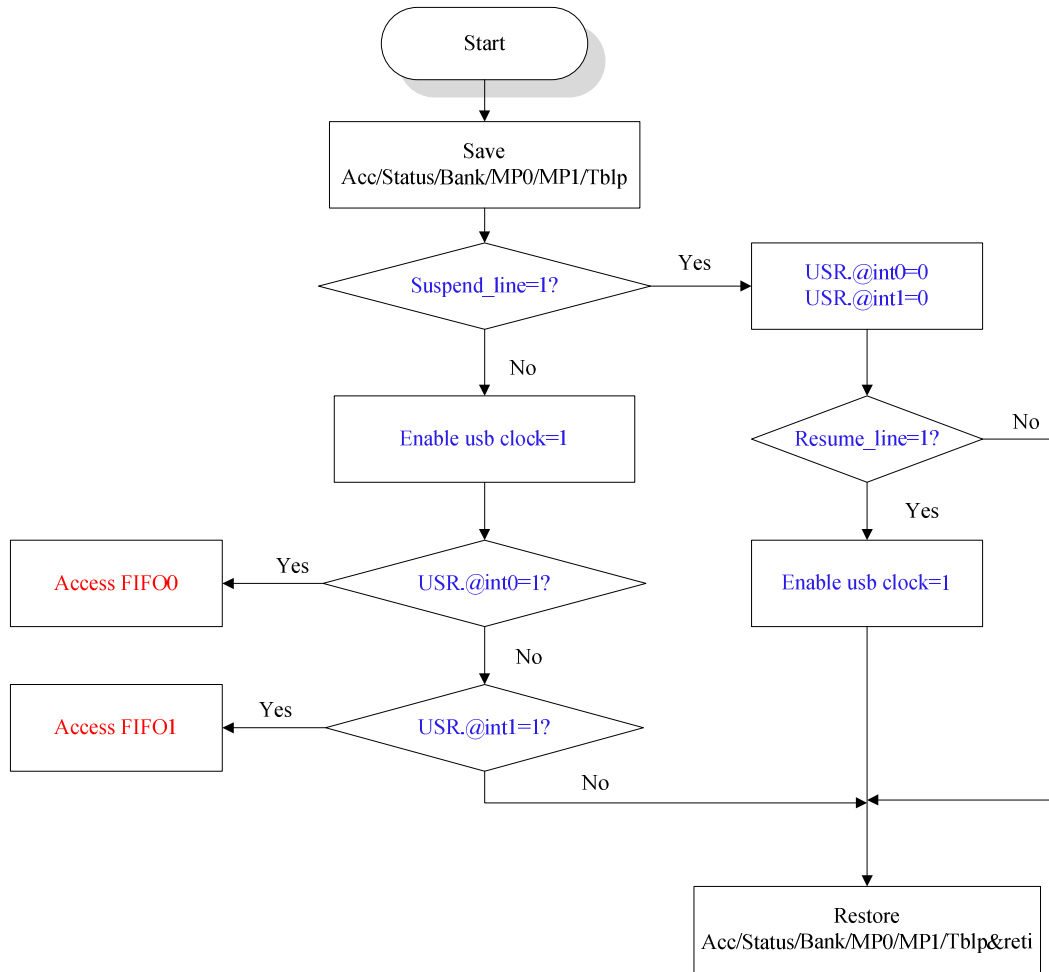 Start
Save
Acc/Status/Bank/MP0/MP1/Tblp
Suspend_line=1?
Yes
USR.@int0=0
USR.@int1=0
No
Enable usb clock=1
Resume_line=1?
No
Yes
Access FIFO0
Yes
USR.@int0=1?
Enable usb clock=1
No
Access FIFO1
Yes
USR.@int1=1?
No
Restore
Acc/Status/Bank/MP0/MP1/Tblp&reti